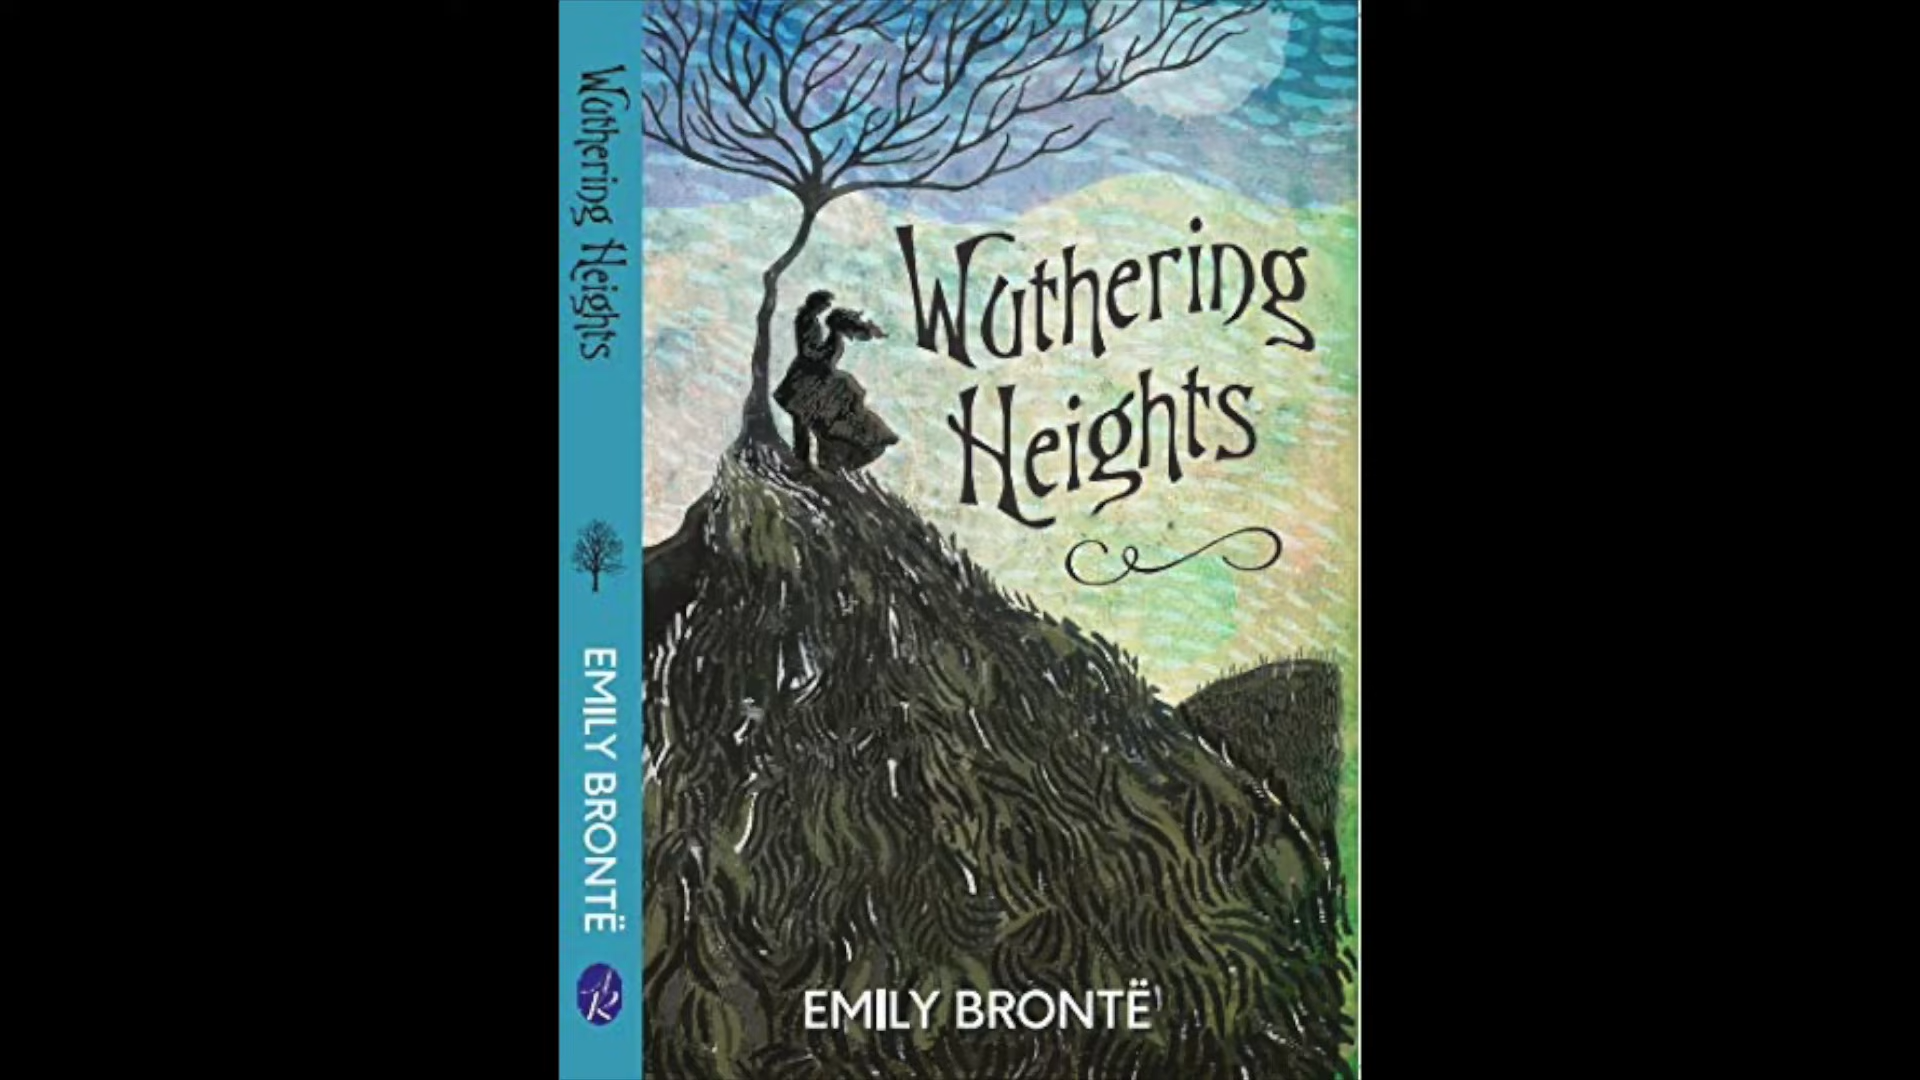 Wuthering Heights
EMILY BRONTË
R
Wuthering
Heights
EMILY BRONTË